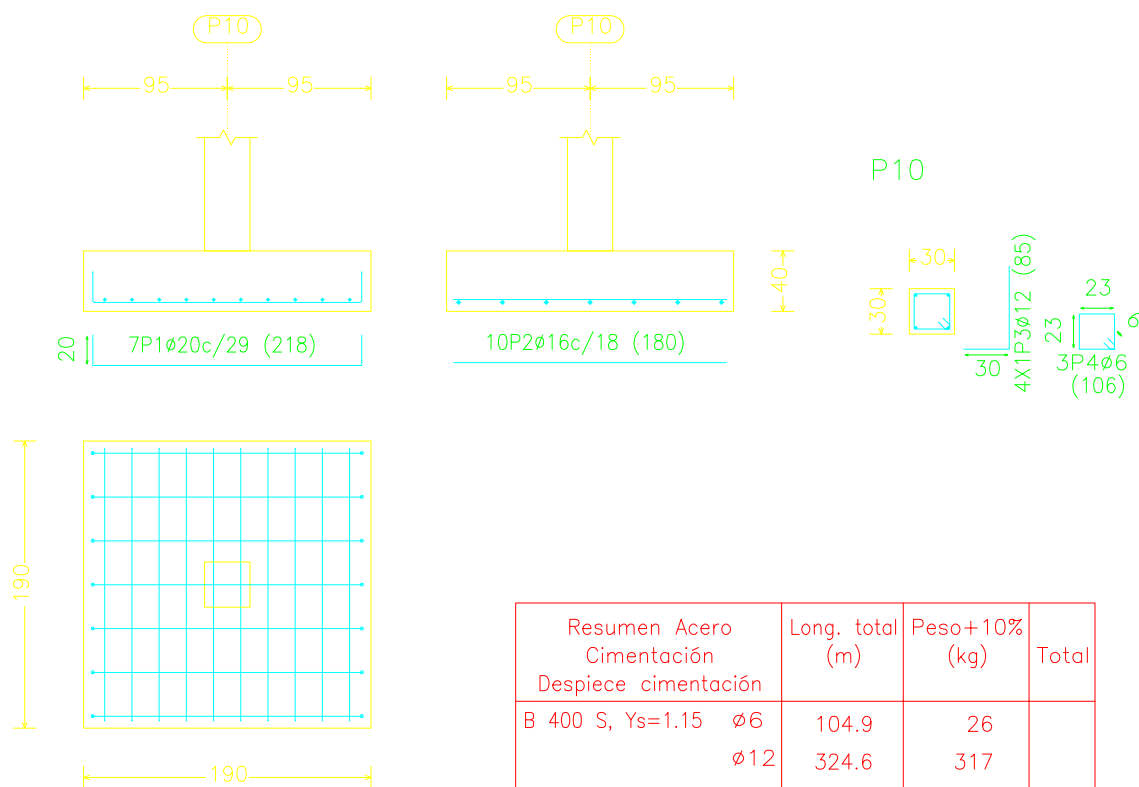 P10
P10
95
95
95
95
P10
40
20
7P1ø20c/29 (218)
10P2ø16c/18 (180)
30
30
30
4X1P3ø12 (85)
23
23
6
3P4ø6
(106)
190
190
Resumen Acero
Cimentación
Despiece cimentación
Long. total
(m)
Peso+10%
(kg)
Total
B 400 S, Ys=1.15 ø6 104.9 26
ø12 324.6 317